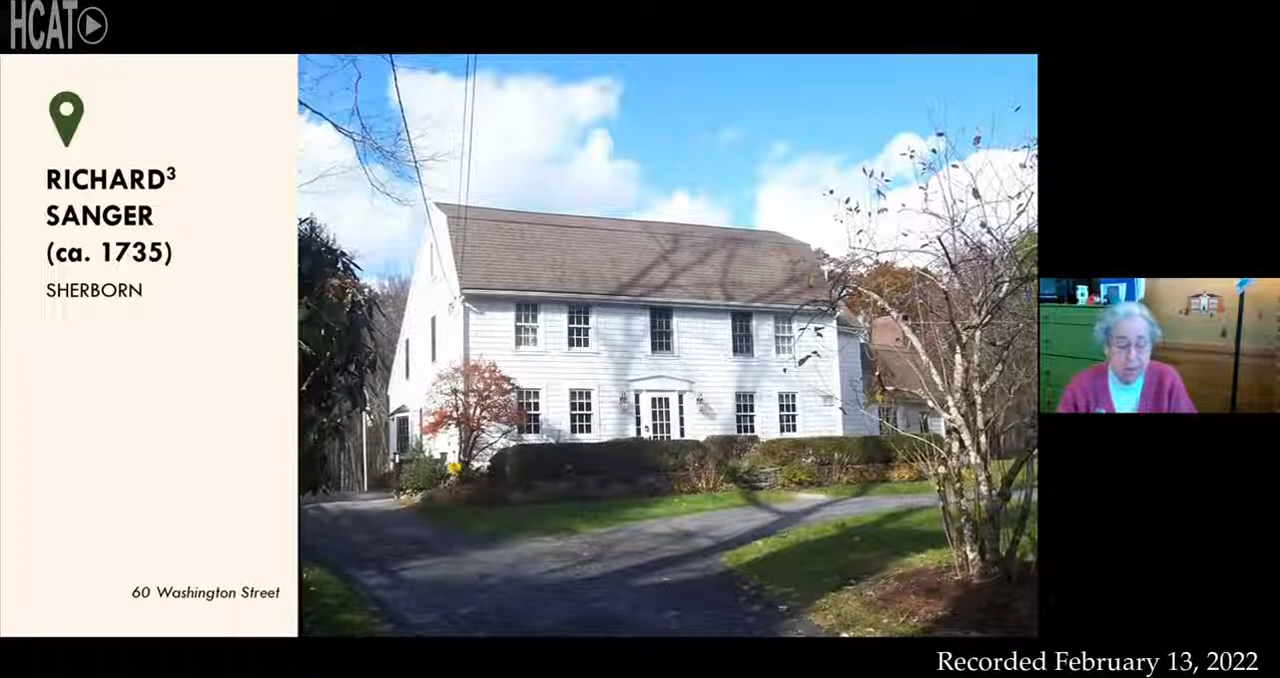 HCAT
RICHARD³
SANGER
(ca. 1735)
SHERBORN
60 Washington Street
Recorded February 13, 2022